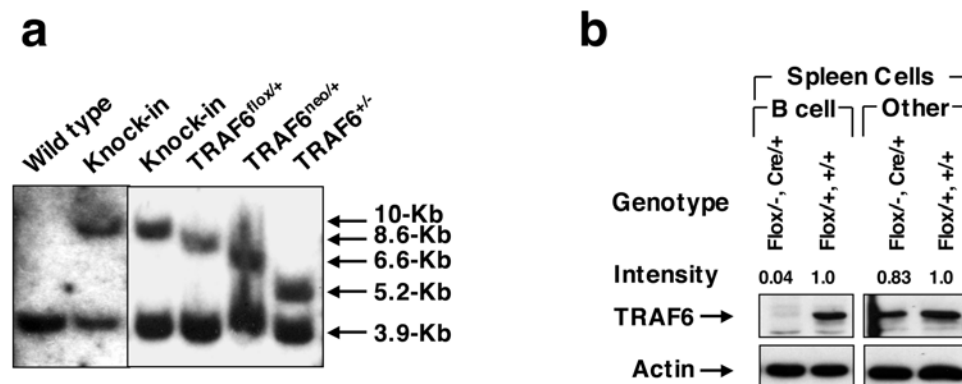 a
Wild type
Knock-in
Knock-in
TRAF6flox/+
TRAF6neo/+
TRAF6+/-
10-Kb
8.6-Kb
6.6-Kb
5.2-Kb
3.9-Kb
b
Spleen Cells
B cell Other
Genotype
Flox/-, Cre/+
Flox/+, +/+
Flox/-, Cre/+
Flox/+, +/+
Intensity 0.04 1.0 0.83 1.0
TRAF6
Actin